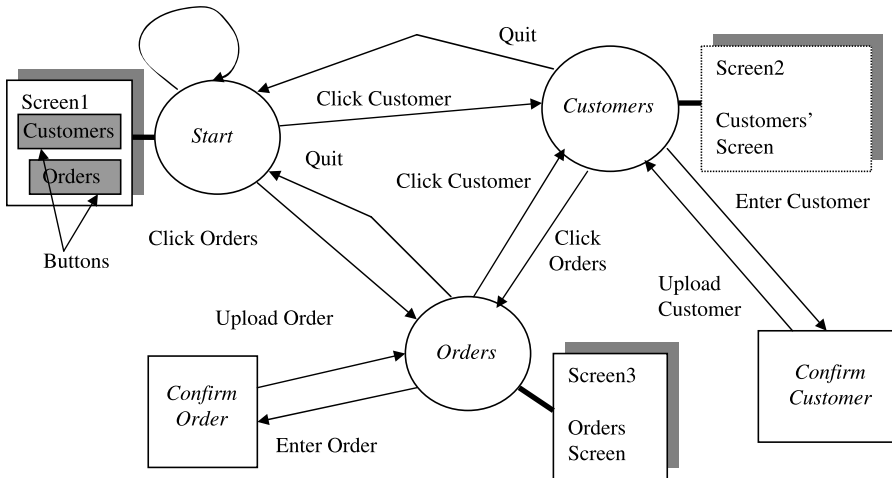 Quit
Screen1
Customers
Orders
Buttons
Start
Click Customer
Customers
Screen2
Customers'
Screen
Quit
Click Customer
Enter Customer
Click Orders
Click
Orders
Upload
Customer
Upload Order
Orders
Confirm
Order
Enter Order
Screen3
Orders
Screen
Confirm
Customer